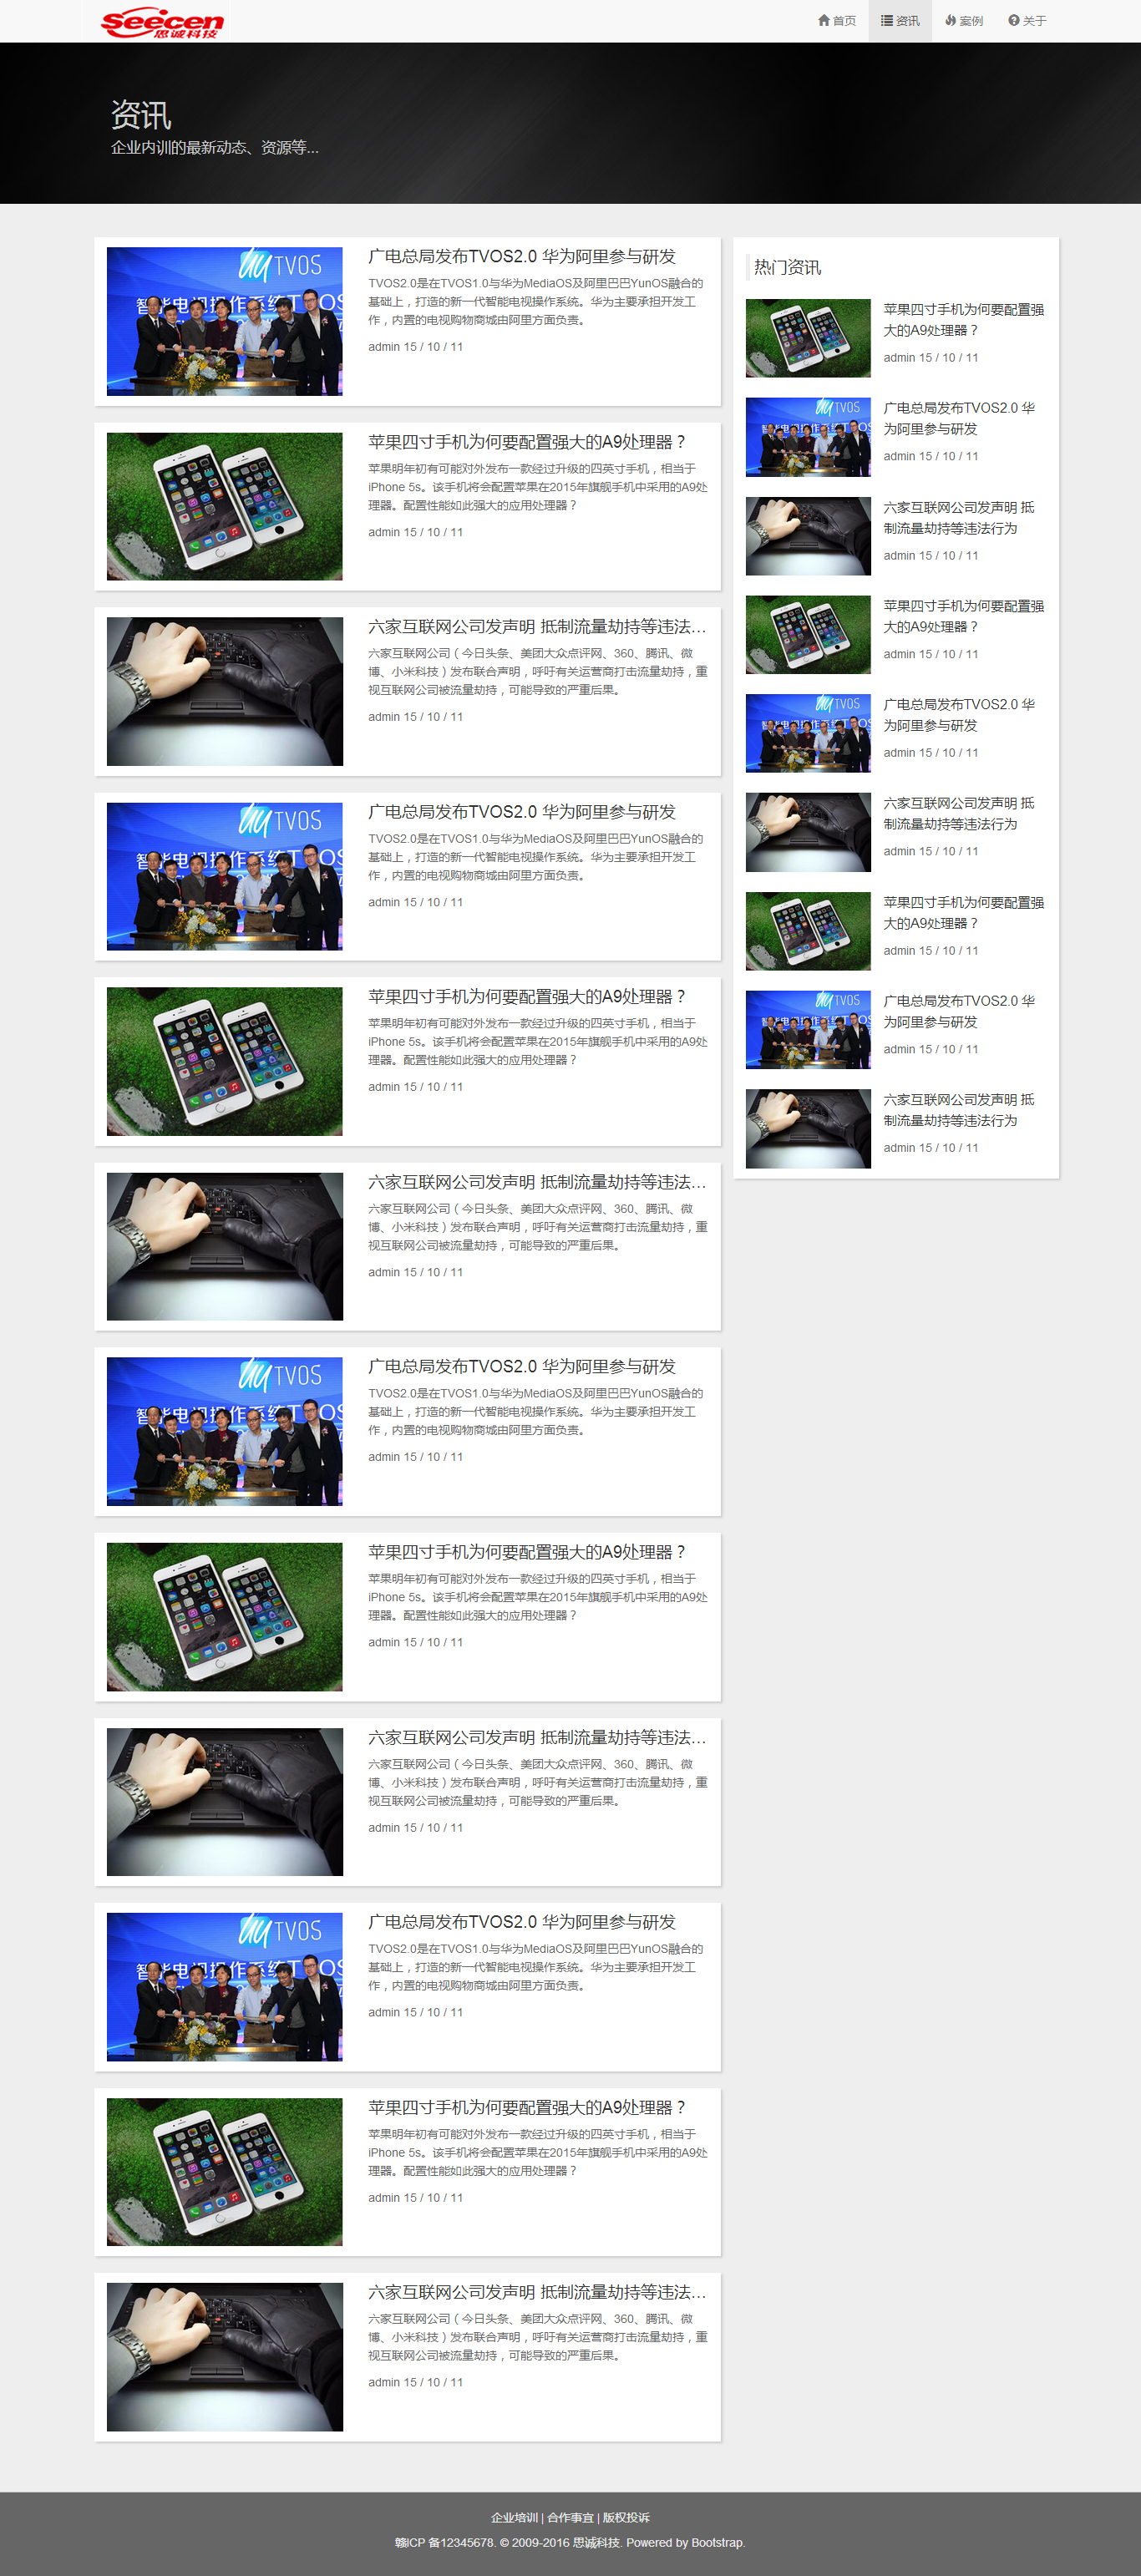 Seecen
思诚科技
首页 资讯 案例 关于
资讯
企业内训的最新动态、资源等...
广电总局发布TVOS2.0 华为阿里参与研发
TVOS2.0是在TVOS1.0与华为MediaOS及阿里巴巴YunOS融合的
基础上，打造的新一代智能电视操作系统。华为主要承担开发工
作，内置的电视购物商城由阿里方面负责。
admin 15 / 10 / 11
苹果四寸手机为何要配置强大的A9处理器？
苹果明年初有可能对外发布一款经过升级的四英寸手机，相当于
iPhone 5s。该手机将会配置苹果在2015年旗舰手机中采用的A9处
理器。配置性能如此强大的应用处理器？
admin 15 / 10 / 11
六家互联网公司发声明 抵制流量劫持等违法...
六家互联网公司（今日头条、美团大众点评网、360、腾讯、微
博、小米科技）发布联合声明，呼吁有关运营商打击流量劫持，重
视互联网公司被流量劫持，可能导致的严重后果。
admin 15 / 10 / 11
广电总局发布TVOS2.0 华为阿里参与研发
TVOS2.0是在TVOS1.0与华为MediaOS及阿里巴巴YunOS融合的
基础上，打造的新一代智能电视操作系统。华为主要承担开发工
作，内置的电视购物商城由阿里方面负责。
admin 15 / 10 / 11
苹果四寸手机为何要配置强大的A9处理器？
苹果明年初有可能对外发布一款经过升级的四英寸手机，相当于
iPhone 5s。该手机将会配置苹果在2015年旗舰手机中采用的A9处
理器。配置性能如此强大的应用处理器？
admin 15 / 10 / 11
六家互联网公司发声明 抵制流量劫持等违法...
六家互联网公司（今日头条、美团大众点评网、360、腾讯、微
博、小米科技）发布联合声明，呼吁有关运营商打击流量劫持，重
视互联网公司被流量劫持，可能导致的严重后果。
admin 15 / 10 / 11
广电总局发布TVOS2.0 华为阿里参与研发
TVOS2.0是在TVOS1.0与华为MediaOS及阿里巴巴YunOS融合的
基础上，打造的新一代智能电视操作系统。华为主要承担开发工
作，内置的电视购物商城由阿里方面负责。
admin 15 / 10 / 11
苹果四寸手机为何要配置强大的A9处理器？
苹果明年初有可能对外发布一款经过升级的四英寸手机，相当于
iPhone 5s。该手机将会配置苹果在2015年旗舰手机中采用的A9处
理器。配置性能如此强大的应用处理器？
admin 15 / 10 / 11
六家互联网公司发声明 抵制流量劫持等违法...
六家互联网公司（今日头条、美团大众点评网、360、腾讯、微
博、小米科技）发布联合声明，呼吁有关运营商打击流量劫持，重
视互联网公司被流量劫持，可能导致的严重后果。
admin 15 / 10 / 11
广电总局发布TVOS2.0 华为阿里参与研发
TVOS2.0是在TVOS1.0与华为MediaOS及阿里巴巴YunOS融合的
基础上，打造的新一代智能电视操作系统。华为主要承担开发工
作，内置的电视购物商城由阿里方面负责。
admin 15 / 10 / 11
苹果四寸手机为何要配置强大的A9处理器？
苹果明年初有可能对外发布一款经过升级的四英寸手机，相当于
iPhone 5s。该手机将会配置苹果在2015年旗舰手机中采用的A9处
理器。配置性能如此强大的应用处理器？
admin 15 / 10 / 11
六家互联网公司发声明 抵制流量劫持等违法...
六家互联网公司（今日头条、美团大众点评网、360、腾讯、微
博、小米科技）发布联合声明，呼吁有关运营商打击流量劫持，重
视互联网公司被流量劫持，可能导致的严重后果。
admin 15 / 10 / 11
热门资讯
苹果四寸手机为何要配置强
大的A9处理器？
admin 15 / 10 / 11
广电总局发布TVOS2.0 华
为阿里参与研发
admin 15 / 10 / 11
六家互联网公司发声明 抵
制流量劫持等违法行为
admin 15 / 10 / 11
苹果四寸手机为何要配置强
大的A9处理器？
admin 15 / 10 / 11
广电总局发布TVOS2.0 华
为阿里参与研发
admin 15 / 10 / 11
六家互联网公司发声明 抵
制流量劫持等违法行为
admin 15 / 10 / 11
苹果四寸手机为何要配置强
大的A9处理器？
admin 15 / 10 / 11
广电总局发布TVOS2.0 华
为阿里参与研发
admin 15 / 10 / 11
六家互联网公司发声明 抵
制流量劫持等违法行为
admin 15 / 10 / 11
企业培训 | 合作事宜 | 版权投诉
赣ICP 备12345678. © 2009-2016 思诚科技. Powered by Bootstrap.